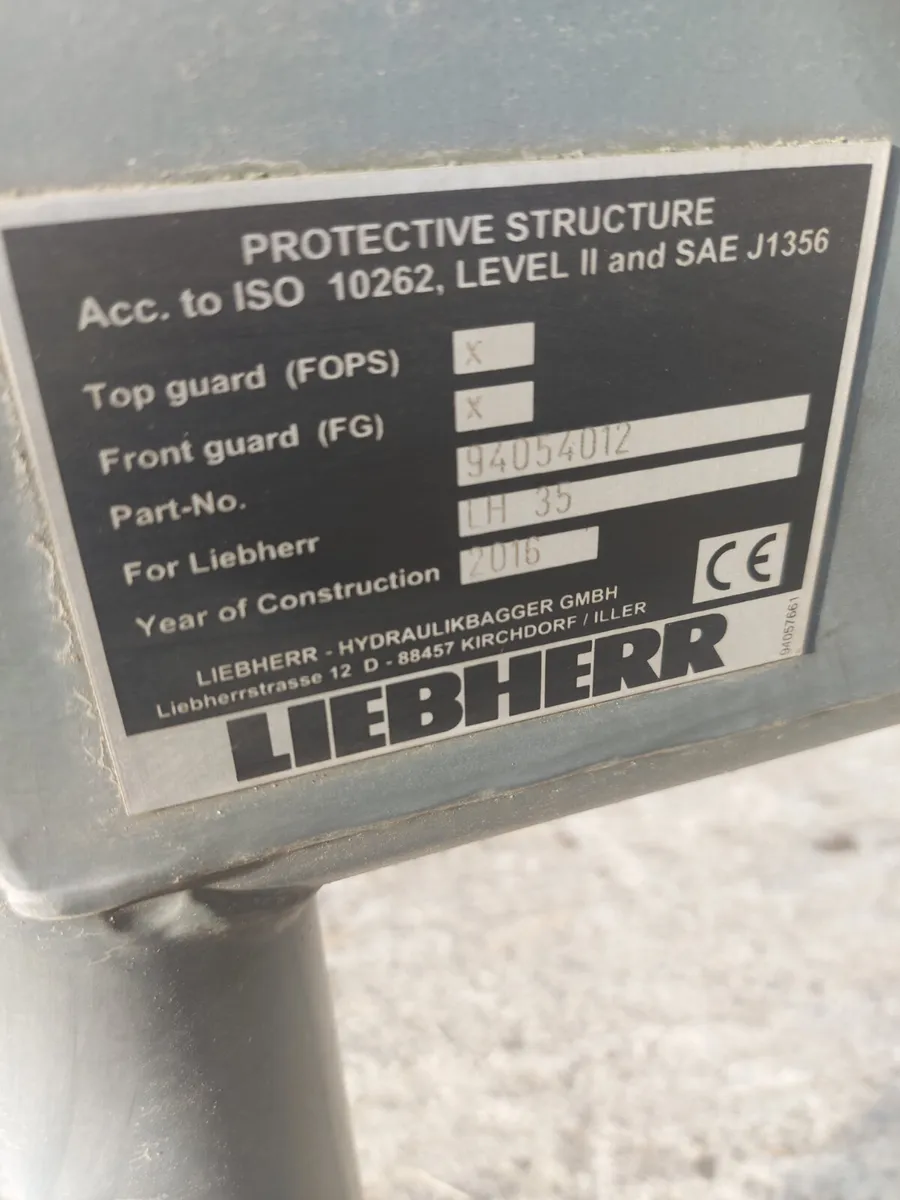 PROTECTIVE STRUCTURE
Acc. to ISO 10262, LEVEL II and SAE J1356
Top guard (FOPS) X
Front guard (FG) X
Part-No. 94054012
For Liebherr LH 35
Year of Construction 2016
CE
LIEBHERR - HYDRAULIKBAGGER GMBH
Liebherrstrasse 12 D - 88457 KIRCHDORF / ILLER
LIEBHERR
94057661